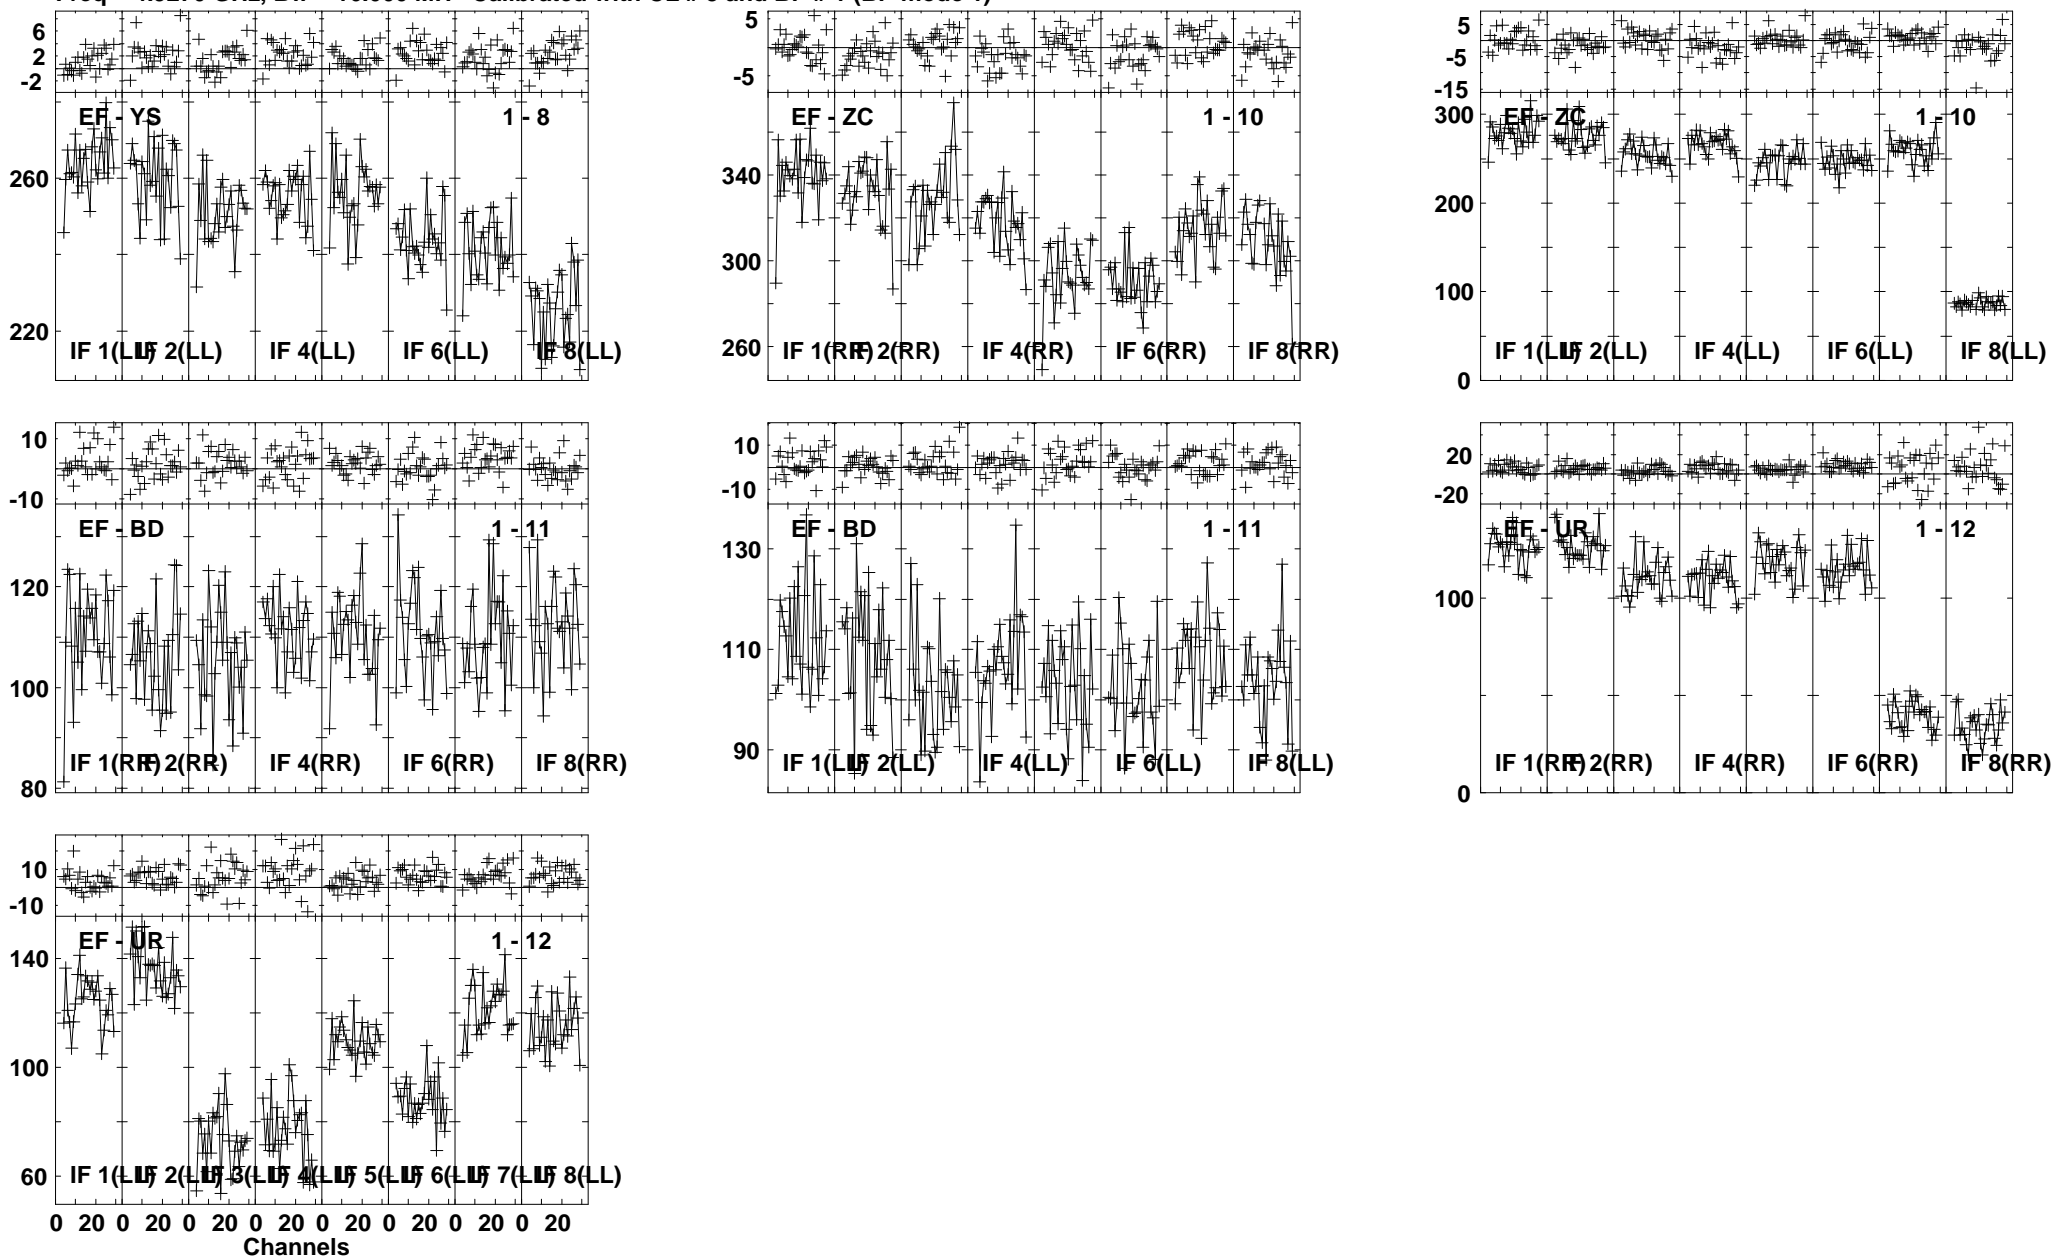 6
2
-2
EF - YS
1 - 8
260
220
IF 1(LL)
IF 2(LL)
IF 4(LL)
IF 6(LL)
IF 8(LL)
5
-5
EF - ZC
1 - 10
340
300
260
IF 1(RR)
IF 2(RR)
IF 4(RR)
IF 6(RR)
IF 8(RR)
5
-5
-15
EF - ZC
1 - 10
300
200
100
0
IF 1(LL)
IF 2(LL)
IF 4(LL)
IF 6(LL)
IF 8(LL)
10
-10
EF - BD
1 - 11
120
100
80
IF 1(RR)
IF 2(RR)
IF 4(RR)
IF 6(RR)
IF 8(RR)
10
-10
EF - BD
1 - 11
130
110
90
IF 1(LL)
IF 2(LL)
IF 4(LL)
IF 6(LL)
IF 8(LL)
20
-20
EF - UR
1 - 12
100
0
IF 1(RR)
IF 2(RR)
IF 4(RR)
IF 6(RR)
IF 8(RR)
10
-10
EF - UR
1 - 12
140
100
60
IF 1(LL)
IF 2(LL)
IF 3(LL)
IF 4(LL)
IF 5(LL)
IF 6(LL)
IF 7(LL)
IF 8(LL)
0 20 0 20 0 20 0 20 0 20 0 20 0 20 0 20
Channels